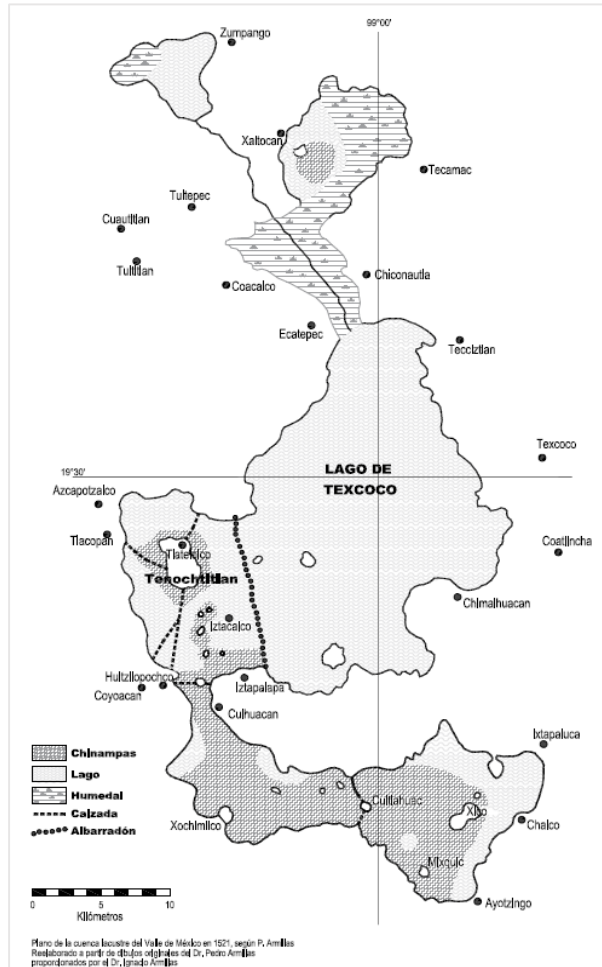 99°00'
Zumpango
Xaltocan
Tecamac
Tultepec
Cuautitlan
Tultitlan
Coacalco
Chiconautla
Ecatepec
Tecciztlan
Texcoco
19°30'
LAGO DE
TEXCOCO
Azcapotzalco
Tlacopan
Tlatelolco
Coatlincha
Tenochtitlan
Chimalhuacan
Iztacalco
Huitzilopochco
Coyoacan
Iztapalapa
Culhuacan
Ixtapaluca
Chinampas
Lago
Humedal
Calzada
Albarradón
Xochimilco
Cuitlahuac
Xico
Chalco
Mixquic
Ayotzingo
0 5 10
Kilómetros
Plano de la cuenca lacustre del Valle de México en 1521, según P. Armillas
Reelaborado a partir de dibujos originales del Dr. Pedro Armillas
proporcionados por el Dr. Ignacio Armillas